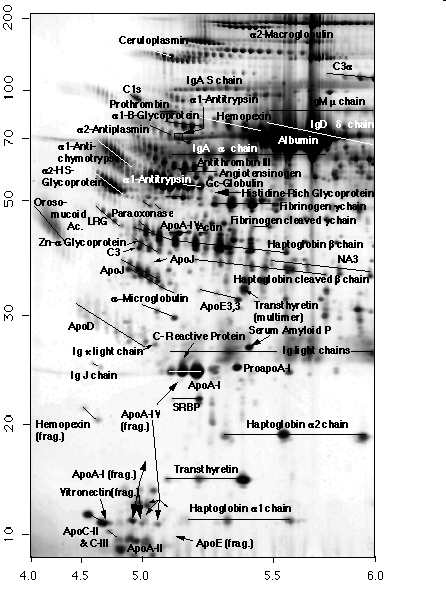 200
α2-Macroglobulin
Ceruloplasmin
C3α
IgA S chain
100
C1s
α1-Antitrypsin
IgM μ chain
Prothrombin
α1-B-Glycoprotein
Hemopexin
IgD δ chain
α2-Antiplasmin
70
Albumin
α1-Anti-
chymotrypsin
IgA α chain
Antithrombin III
α2-HS-
Glycoprotein
Angiotensinogen
α1-Antitrypsin
Gc-Globulin
Histidine-Rich Glycoprotein
50
Oroso-
mucoid
Ac.
LRG
Paraoxonase
Fibrinogen γchain
Fibrinogen cleaved γchain
ApoA-IV
Actin
Zn-α Glycoprotein
Haptoglobin β chain
C3
ApoJ
NA3
ApoJ
Haptoglobin cleaved β chain
α-Microglobulin
ApoE3,3
Transthyretin
(multimer)
30
ApoD
C-Reactive Protein
Serum Amyloid P
Ig κ light chain
Ig light chains
Ig J chain
ProapoA-I
ApoA-I
SRBP
ApoA-IV
(frag.)
Hemopexin
(frag.)
20
Haptoglobin α2 chain
ApoA-I (frag.)
Transthyretin
Vitronectin(frag.)
Haptoglobin α1 chain
10
ApoC-II
& C-III
ApoA-II
ApoE (frag.)
4.0 4.5 5.0 5.5 6.0